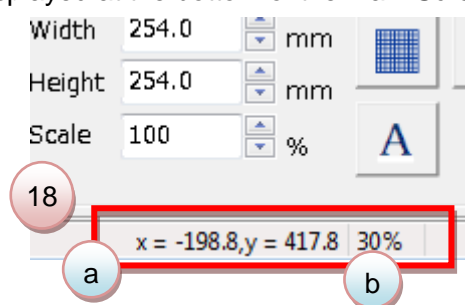 Width 254.0 mm
Height 254.0 mm
Scale 100 %
A
18
x = -198.8,y = 417.8 30%
a
b